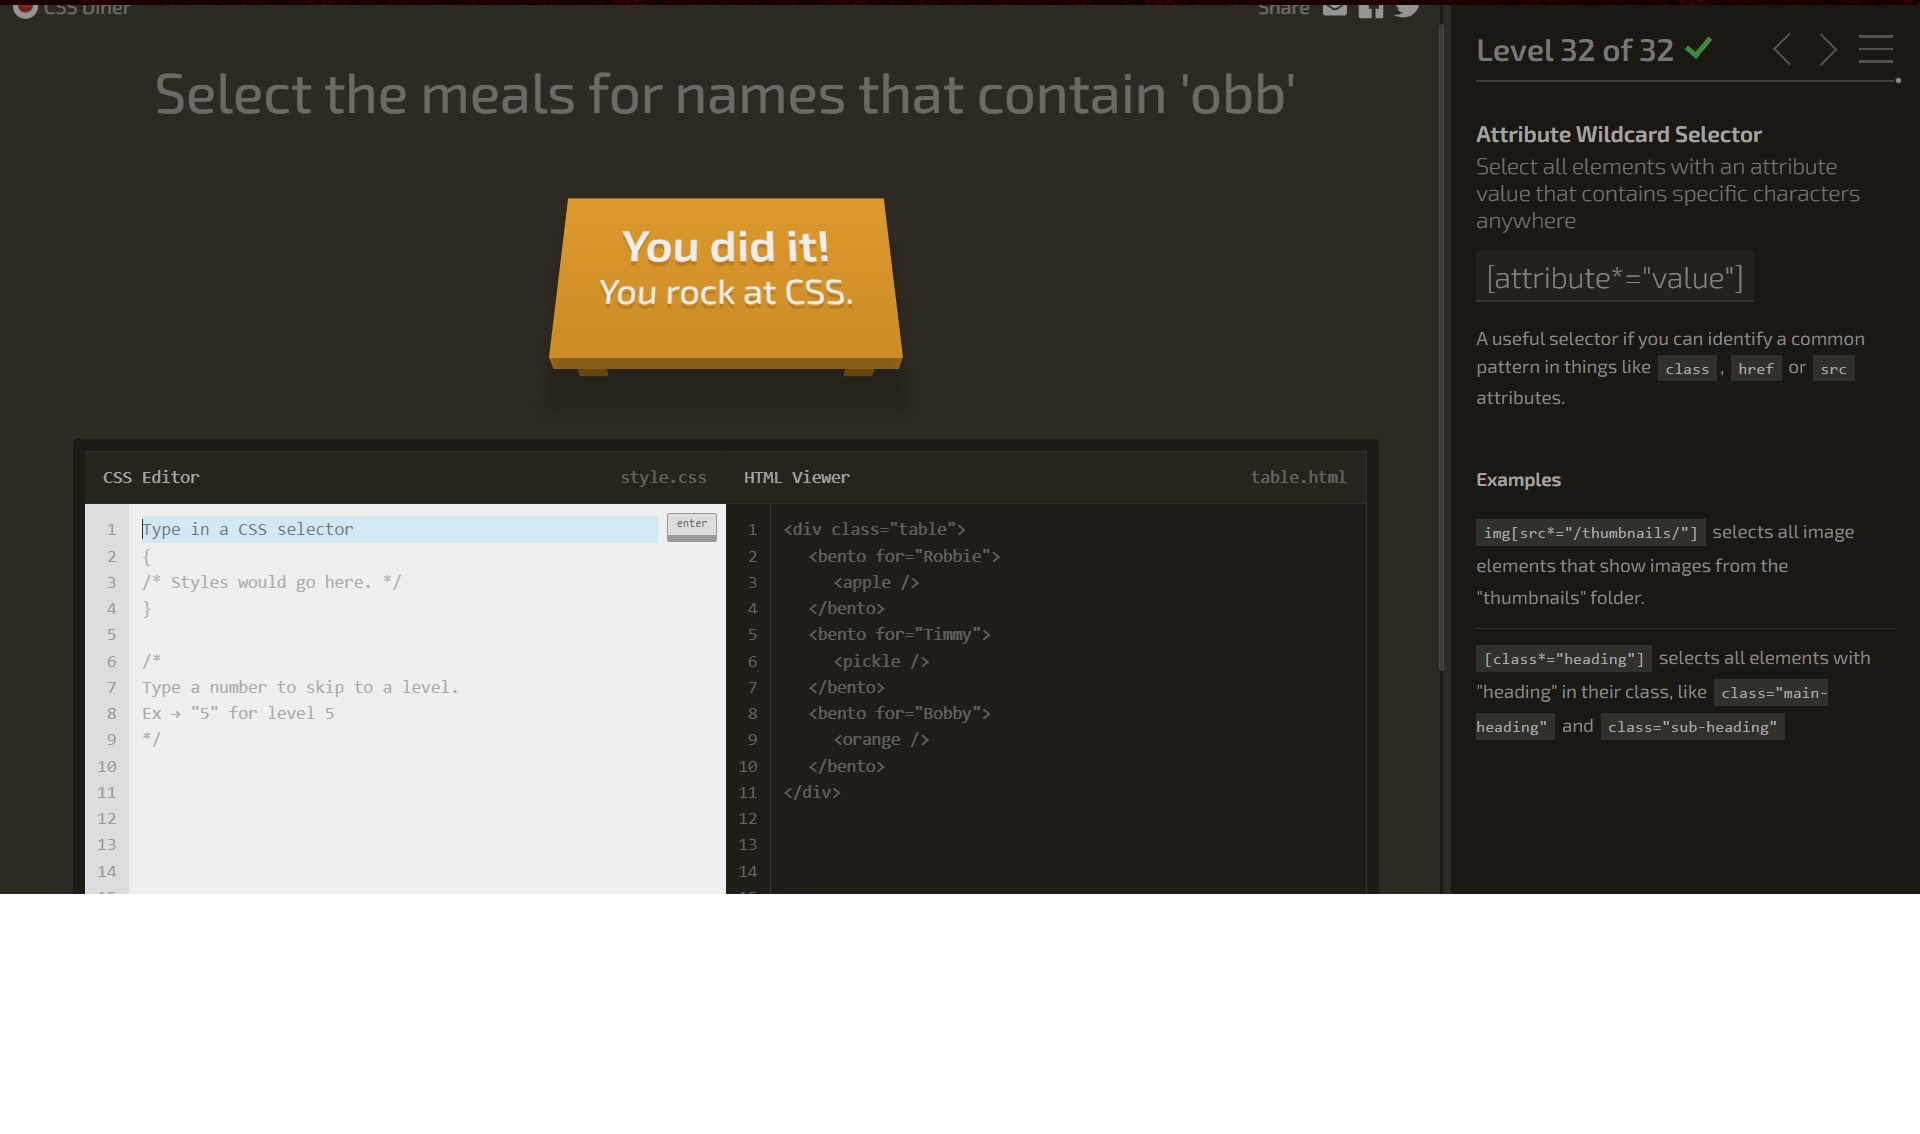 CSS Diner
Share
Select the meals for names that contain 'obb'
You did it!
You rock at CSS.
CSS Editor
style.css
1 Type in a CSS selector
enter
2 {
3 /* Styles would go here. */
4 }
5
6 /*
7 Type a number to skip to a level.
8 Ex → "5" for level 5
9 */
10
11
12
13
14
HTML Viewer
table.html
1 <div class="table">
2 <bento for="Robbie">
3 <apple />
4 </bento>
5 <bento for="Timmy">
6 <pickle />
7 </bento>
8 <bento for="Bobby">
9 <orange />
10 </bento>
11 </div>
12
13
14
Level 32 of 32
Attribute Wildcard Selector
Select all elements with an attribute
value that contains specific characters
anywhere
[attribute*="value"]
A useful selector if you can identify a common
pattern in things like class , href or src
attributes.
Examples
img[src*="/thumbnails/"] selects all image
elements that show images from the
"thumbnails" folder.
[class*="heading"] selects all elements with
"heading" in their class, like class="main-
heading" and class="sub-heading"